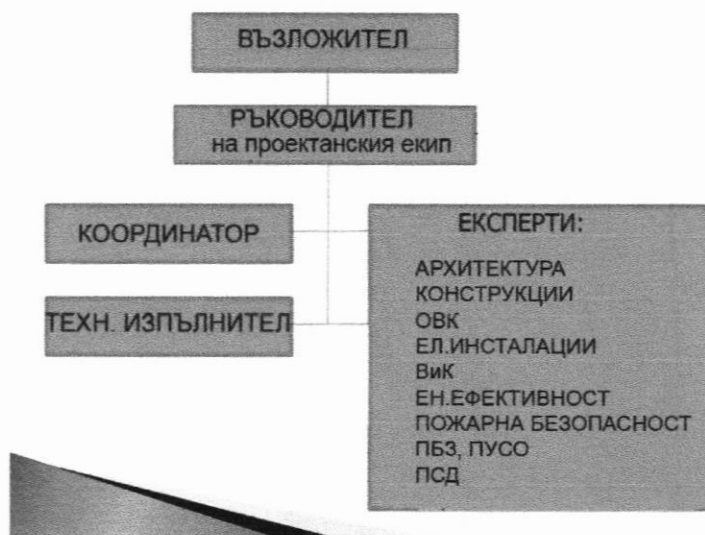 ВЪЗЛОЖИТЕЛ
РЪКОВОДИТЕЛ
на проектанския екип
КООРДИНАТОР
ТЕХН. ИЗПЪЛНИТЕЛ
ЕКСПЕРТИ:
АРХИТЕКТУРА
КОНСТРУКЦИИ
ОВК
ЕЛ.ИНСТАЛАЦИИ
ВиК
ЕН.ЕФЕКТИВНОСТ
ПОЖАРНА БЕЗОПАСНОСТ
ПБЗ, ПУСО
ПСД